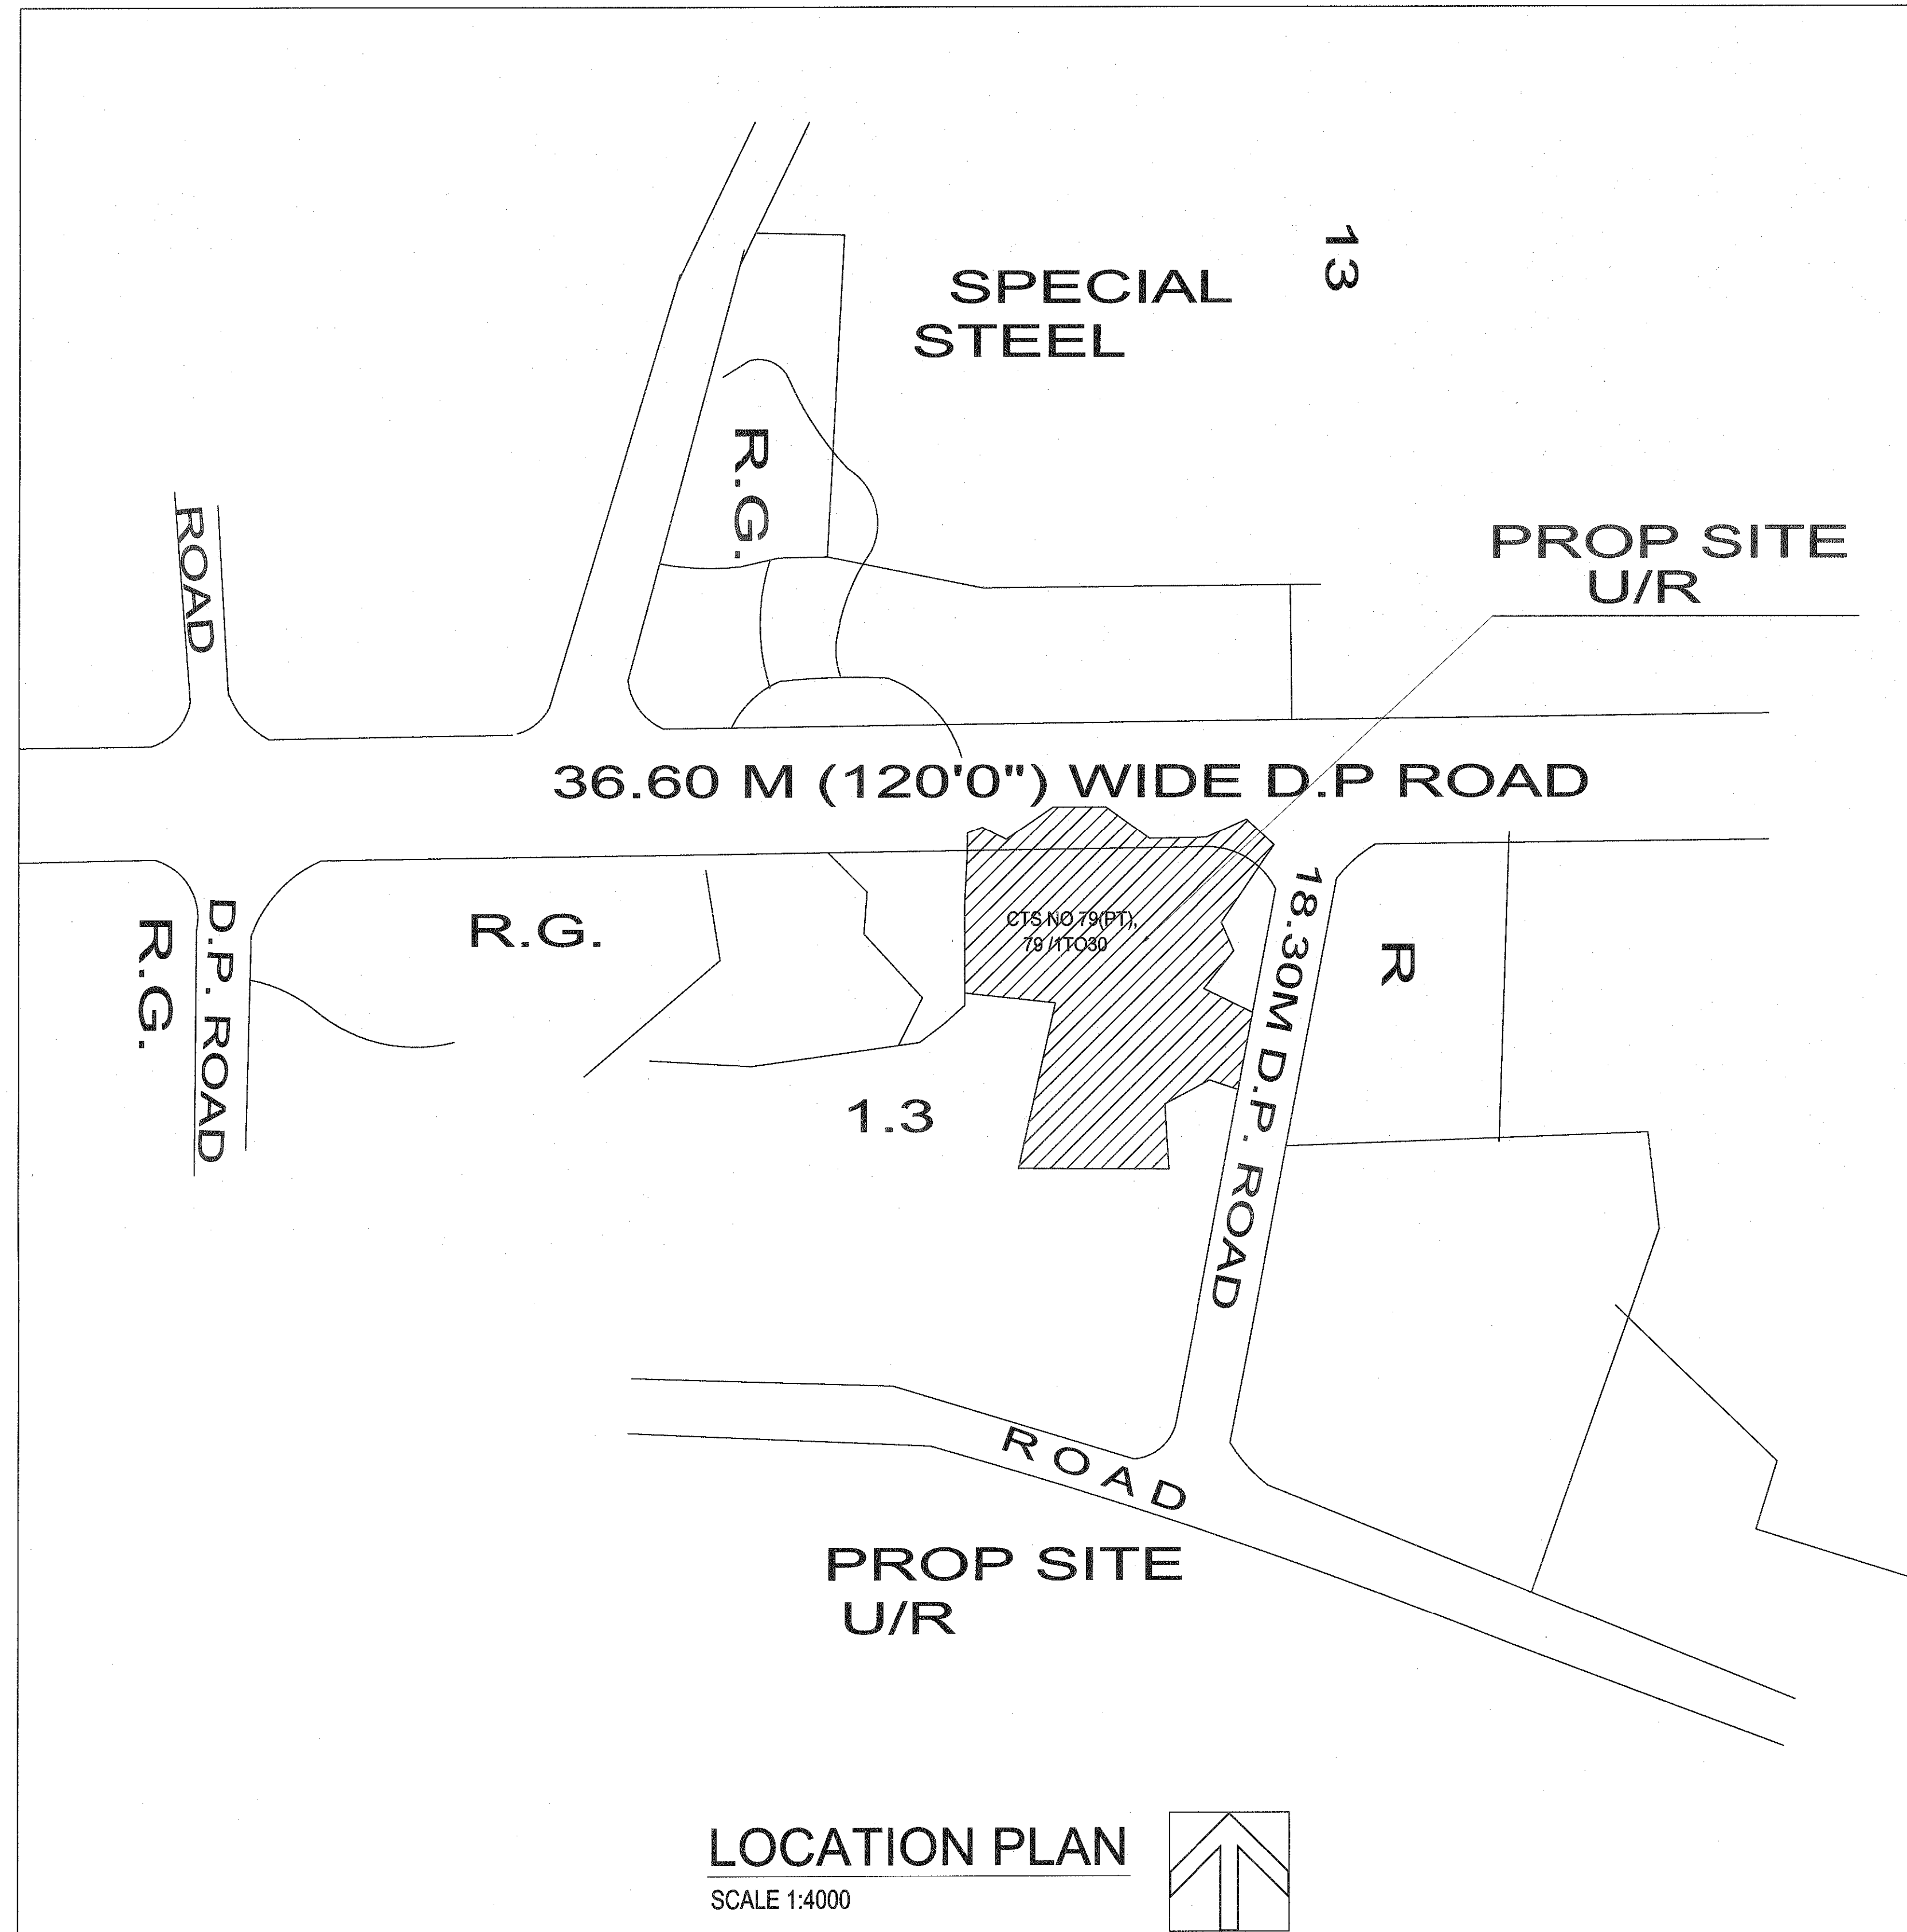 SPECIAL
STEEL
13
R.G.
ROAD
PROP SITE
U/R
36.60 M (120'0") WIDE D.P ROAD
R.G.
D.P. ROAD
R.G.
CTS NO 79(PT),
79 /1TO30
18.30M D.P. ROAD
R
1.3
ROAD
PROP SITE
U/R
LOCATION PLAN
SCALE 1:4000